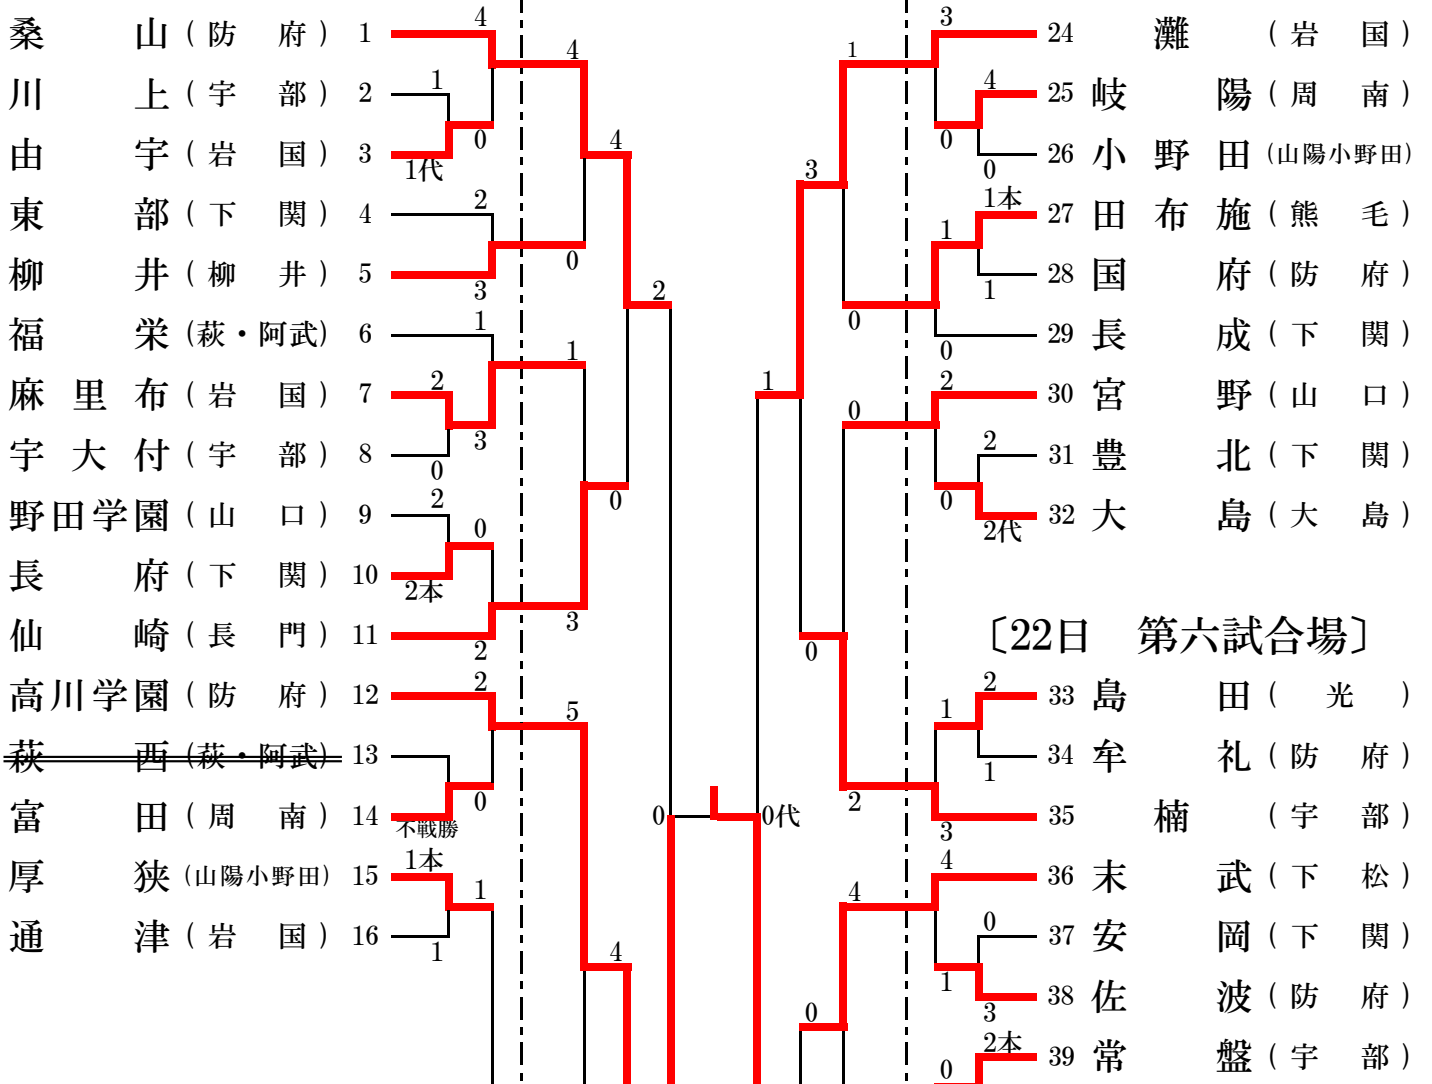 桑山(防府) 1
川上(宇部) 2
由宇(岩国) 3
東部(下関) 4
柳井(柳井) 5
福栄(萩・阿武) 6
麻里布(岩国) 7
宇大付(宇部) 8
野田学園(山口) 9
長府(下関) 10
仙崎(長門) 11
高川学園(防府) 12
萩西(萩・阿武) 13
富田(周南) 14
厚狭(山陽小野田) 15
通津(岩国) 16
4
1
0
1代
2
3
1
2
3
0
2
0
2本
2
2
0
不戦勝
1本
1
1
4
0
1
3
5
4
0
4
2
0
0代
1
3
0
0
1
0
0
2
4
3
4
0
0
1本
1
1
0
2
2
0
2代
2
1
1
3
4
0
1
3
2本
0
24 灘(岩国)
25 岐陽(周南)
26 小野田(山陽小野田)
27 田布施(熊毛)
28 国府(防府)
29 長成(下関)
30 宮野(山口)
31 豊北(下関)
32 大島(大島)
〔22日 第六試合場〕
33 島田(光)
34 牟礼(防府)
35 楠(宇部)
36 末武(下松)
37 安岡(下関)
38 佐波(防府)
39 常盤(宇部)